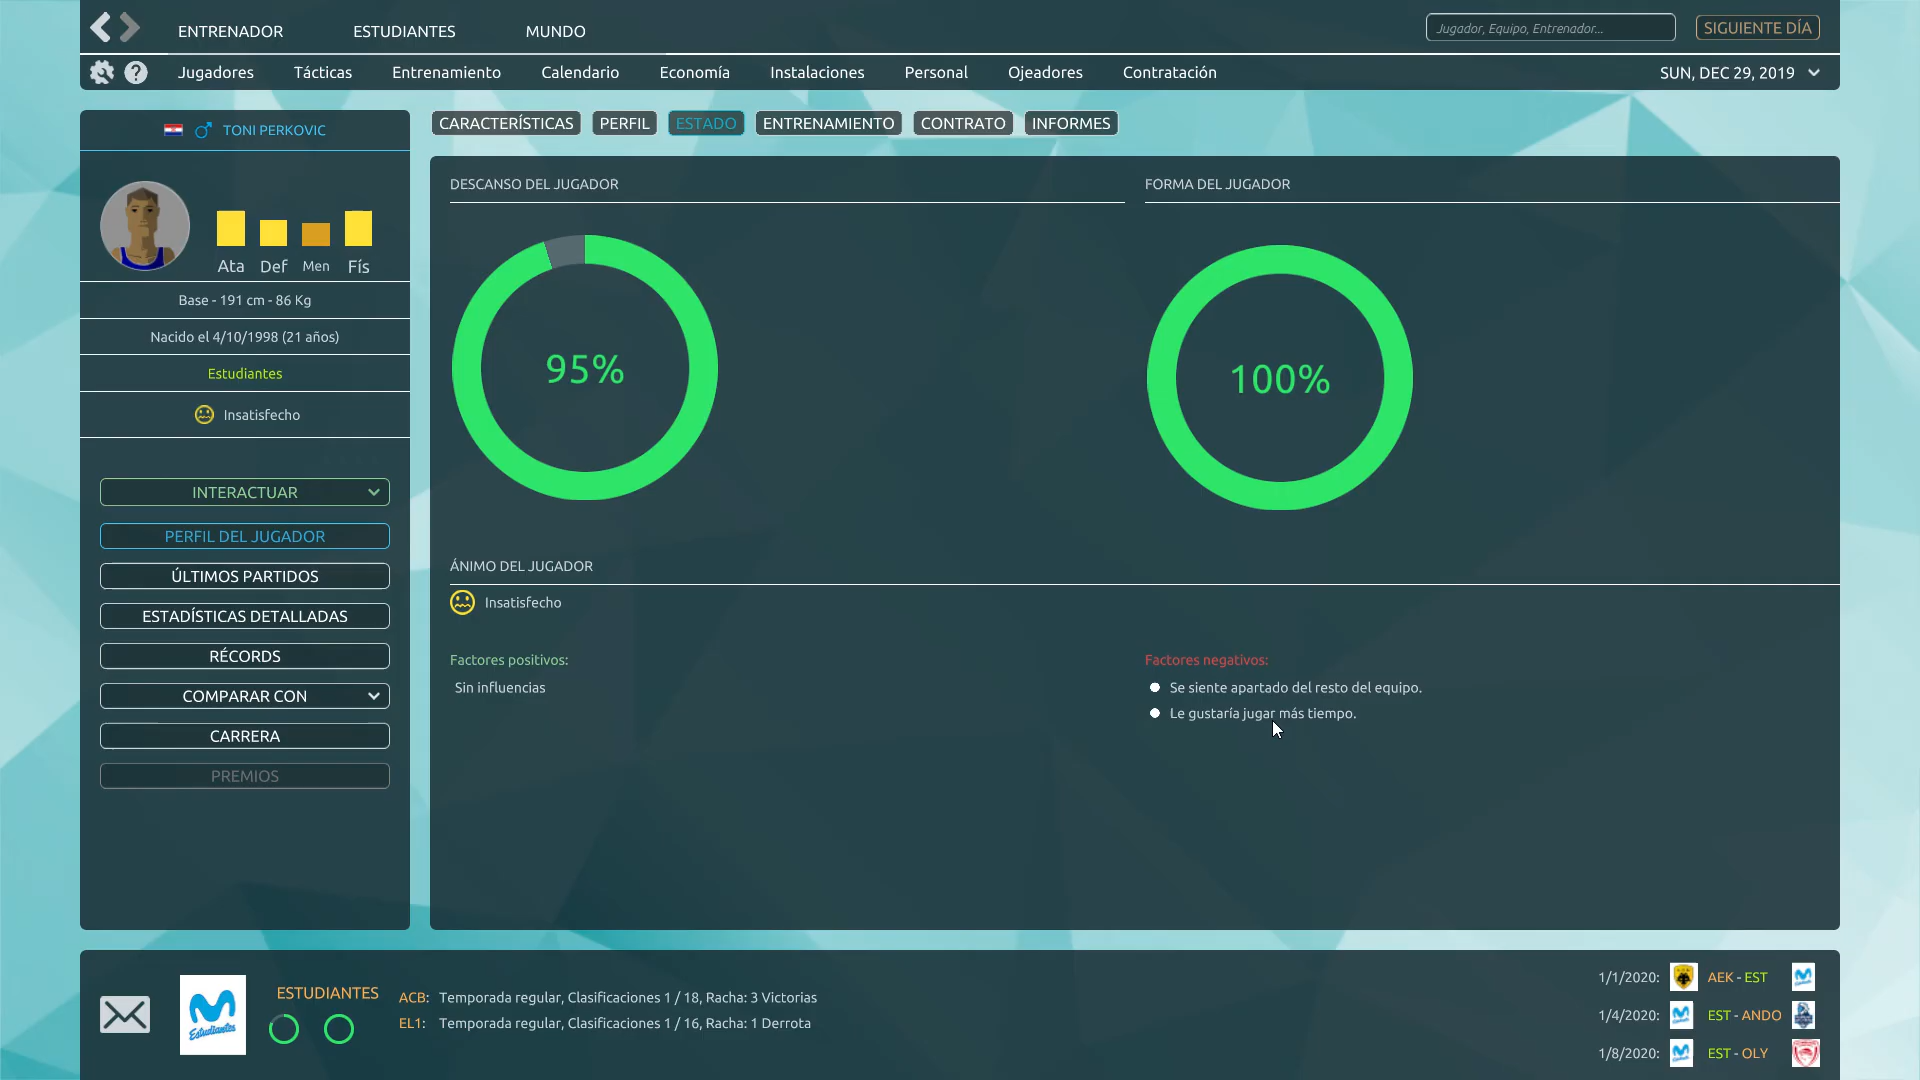 ENTRENADOR
ESTUDIANTES
MUNDO
Jugador, Equipo, Entrenador...
SIGUIENTE DÍA
Jugadores
Tácticas
Entrenamiento
Calendario
Economía
Instalaciones
Personal
Ojeadores
Contratación
SUN, DEC 29, 2019
TONI PERKOVIC
Ata Def Men Fís
Base - 191 cm - 86 Kg
Nacido el 4/10/1998 (21 años)
Estudiantes
Insatisfecho
INTERACTUAR
PERFIL DEL JUGADOR
ÚLTIMOS PARTIDOS
ESTADÍSTICAS DETALLADAS
RÉCORDS
COMPARAR CON
CARRERA
PREMIOS
CARACTERÍSTICAS
PERFIL
ESTADO
ENTRENAMIENTO
CONTRATO
INFORMES
DESCANSO DEL JUGADOR
95%
FORMA DEL JUGADOR
100%
ÁNIMO DEL JUGADOR
Insatisfecho
Factores positivos:
Sin influencias
Factores negativos:
Se siente apartado del resto del equipo.
Le gustaría jugar más tiempo.
Estudiantes
ESTUDIANTES
ACB: Temporada regular, Clasificaciones 1 / 18, Racha: 3 Victorias
EL1: Temporada regular, Clasificaciones 1 / 16, Racha: 1 Derrota
1/1/2020: AEK - EST
1/4/2020: EST - ANDO
1/8/2020: EST - OLY